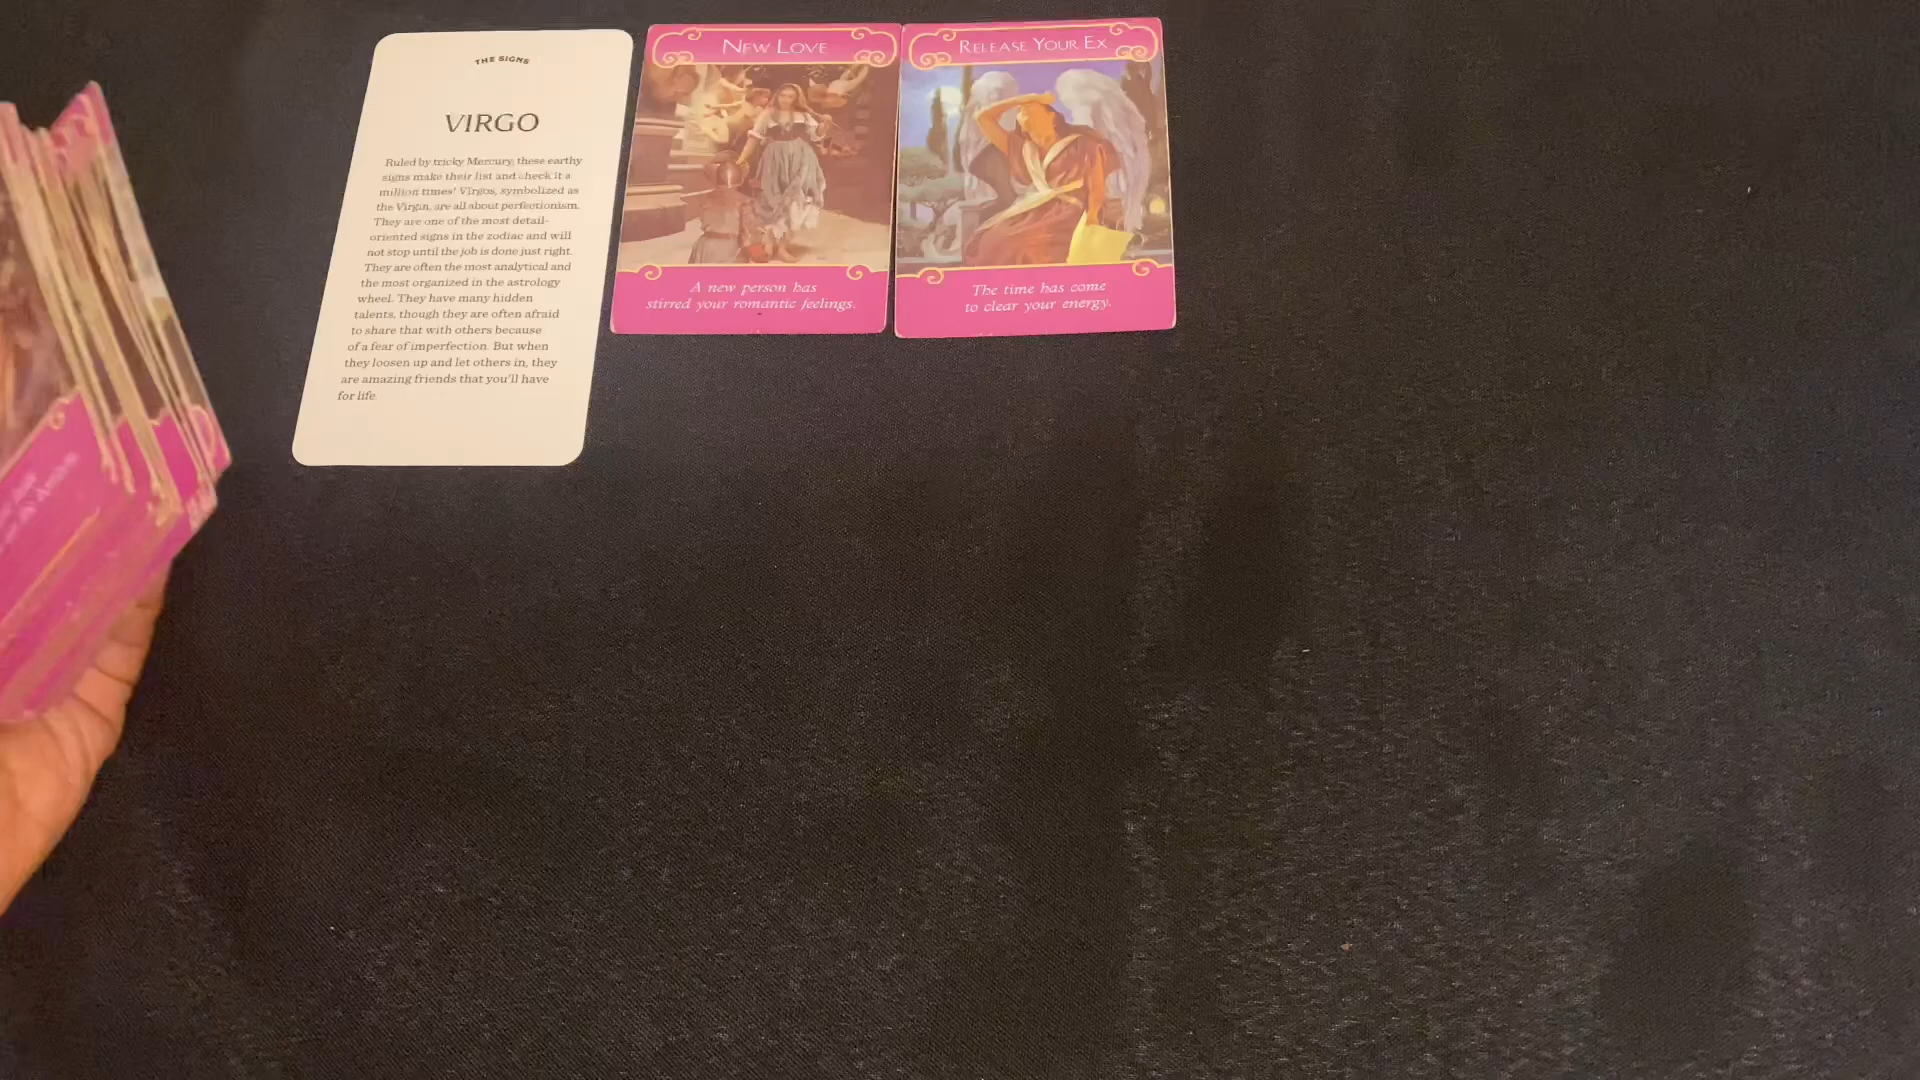 THE SIGNS
VIRGO
Ruled by tricky Mercury, these earthy
signs make their list and check it a
million times! Virgos, symbolized as
the Virgin, are all about perfectionism.
They are one of the most detail-
oriented signs in the zodiac and will
not stop until the job is done just right.
They are often the most analytical and
the most organized in the astrology
wheel. They have many hidden
talents, though they are often afraid
to share that with others because
of a fear of imperfection. But when
they loosen up and let others in, they
are amazing friends that you'll have
for life.
NEW LOVE
A new person has
stirred your romantic feelings.
RELEASE YOUR EX
The time has come
to clear your energy.